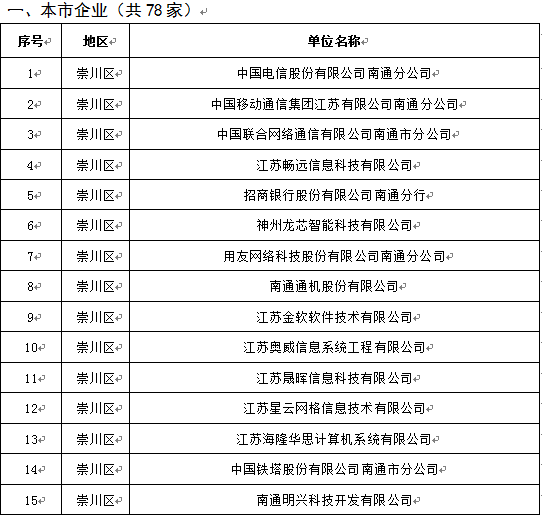 一、本市企业（共 78 家）
序号 地区 单位名称
1 崇川区 中国电信股份有限公司南通分公司
2 崇川区 中国移动通信集团江苏有限公司南通分公司
3 崇川区 中国联合网络通信有限公司南通市分公司
4 崇川区 江苏畅远信息科技有限公司
5 崇川区 招商银行股份有限公司南通分行
6 崇川区 神州龙芯智能科技有限公司
7 崇川区 用友网络科技股份有限公司南通分公司
8 崇川区 南通通机股份有限公司
9 崇川区 江苏金软软件技术有限公司
10 崇川区 江苏奥威信息系统工程有限公司
11 崇川区 江苏晟晖信息科技有限公司
12 崇川区 江苏星云网格信息技术有限公司
13 崇川区 江苏海隆华思计算机系统有限公司
14 崇川区 中国铁塔股份有限公司南通市分公司
15 崇川区 南通明兴科技开发有限公司